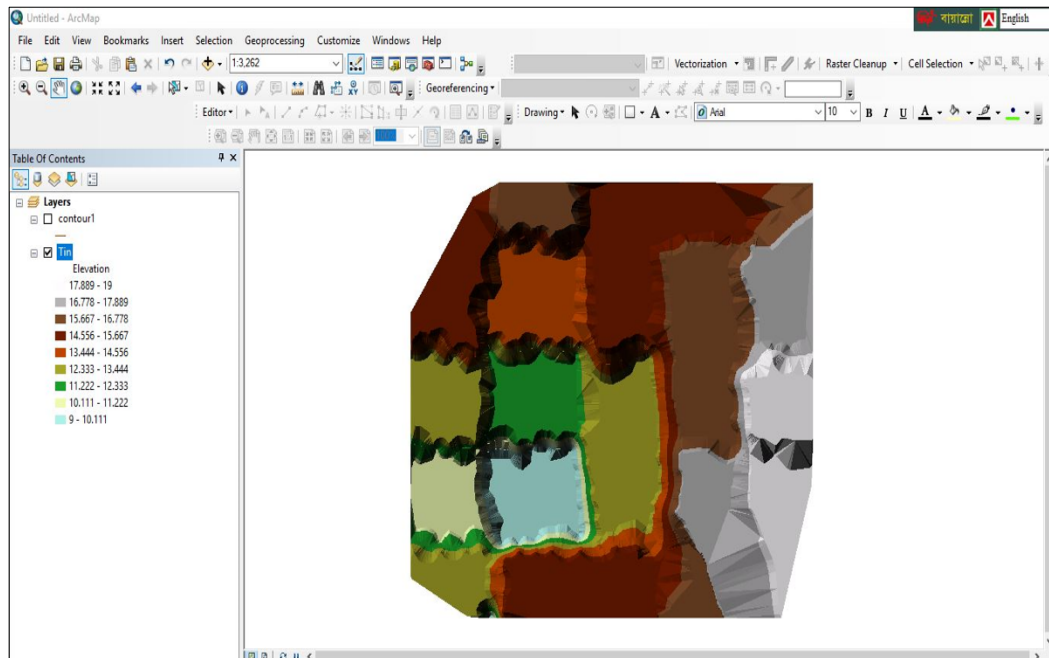 Untitled - ArcMap
বায়ান্নো English
File Edit View Bookmarks Insert Selection Geoprocessing Customize Windows Help
1:3,262 Vectorization Raster Cleanup Cell Selection
Georeferencing
Editor Drawing A Arial 10 B I U A
Table Of Contents
Layers
contour1
Tin
Elevation
17.889 - 19
16.778 - 17.889
15.667 - 16.778
14.556 - 15.667
13.444 - 14.556
12.333 - 13.444
11.222 - 12.333
10.111 - 11.222
9 - 10.111